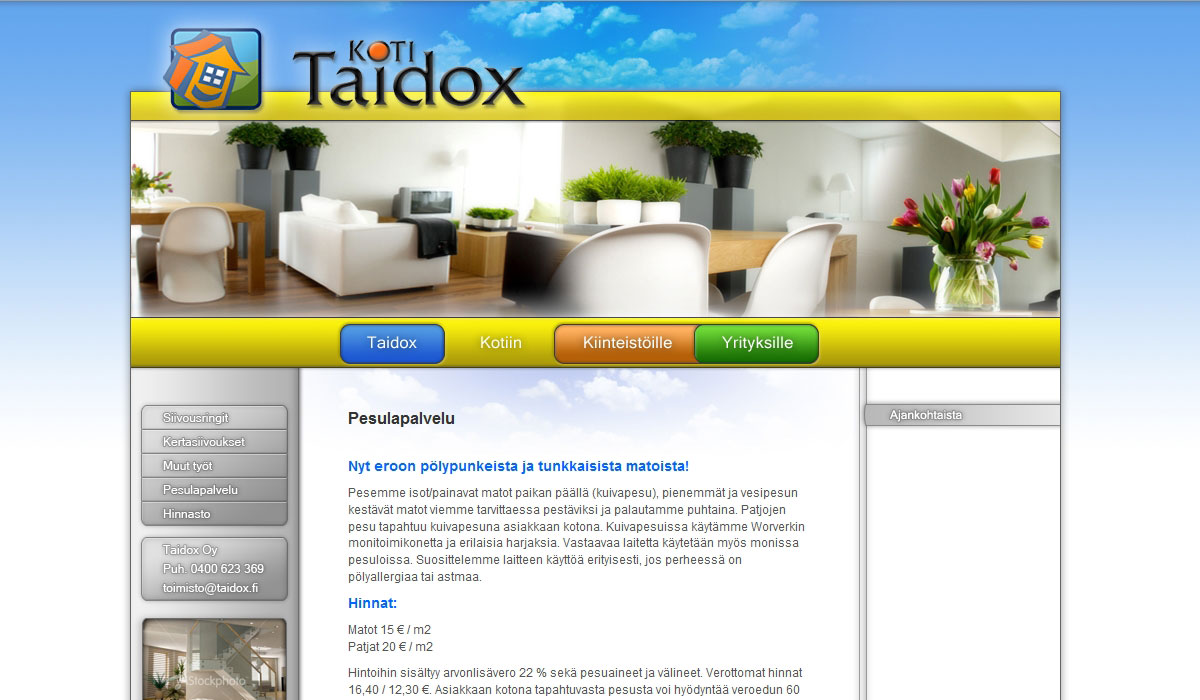 KOTI
Taidox
Taidox
Kotiin
Kiinteistöille
Yrityksille
Siivousringit
Kertasiivoukset
Muut työt
Pesulapalvelu
Hinnasto
Taidox Oy
Puh. 0400 623 369
toimisto@taidox.fi
iStockphoto
Pesulapalvelu
Nyt eroon pölypunkeista ja tunkkaisista matoista!
Pesemme isot/painavat matot paikan päällä (kuivapesu), pienemmät ja vesipesun
kestävät matot viemme tarvittaessa pestäviksi ja palautamme puhtaina. Patjojen
pesu tapahtuu kuivapesuna asiakkaan kotona. Kuivapesuissa käytämme Worverkin
monitoimikonetta ja erilaisia harjaksia. Vastaavaa laitetta käytetään myös monissa
pesuloissa. Suosittelemme laitteen käyttöä erityisesti, jos perheessä on
pölyallergiaa tai astmaa.
Hinnat:
Matot 15 € / m2
Patjat 20 € / m2
Hintoihin sisältyy arvonlisävero 22 % sekä pesuaineet ja välineet. Verottomat hinnat
16,40 / 12,30 €. Asiakkaan kotona tapahtuvasta pesusta voi hyödyntää veroedun 60
Ajankohtaista